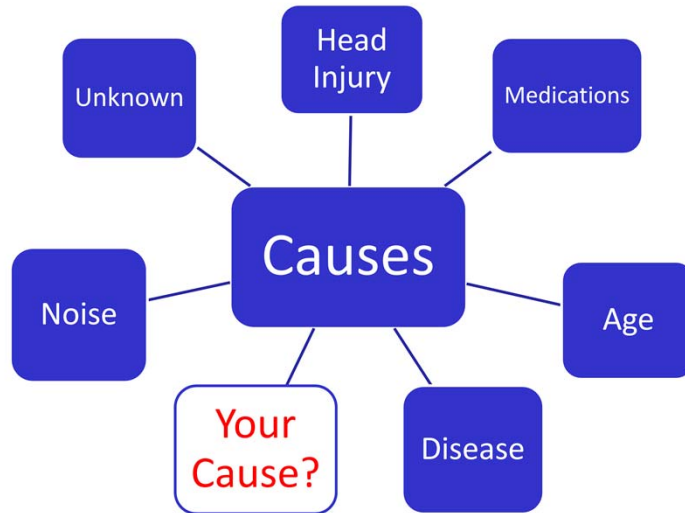 Head
Injury
Unknown
Medications
Causes
Noise
Age
Your
Cause?
Disease